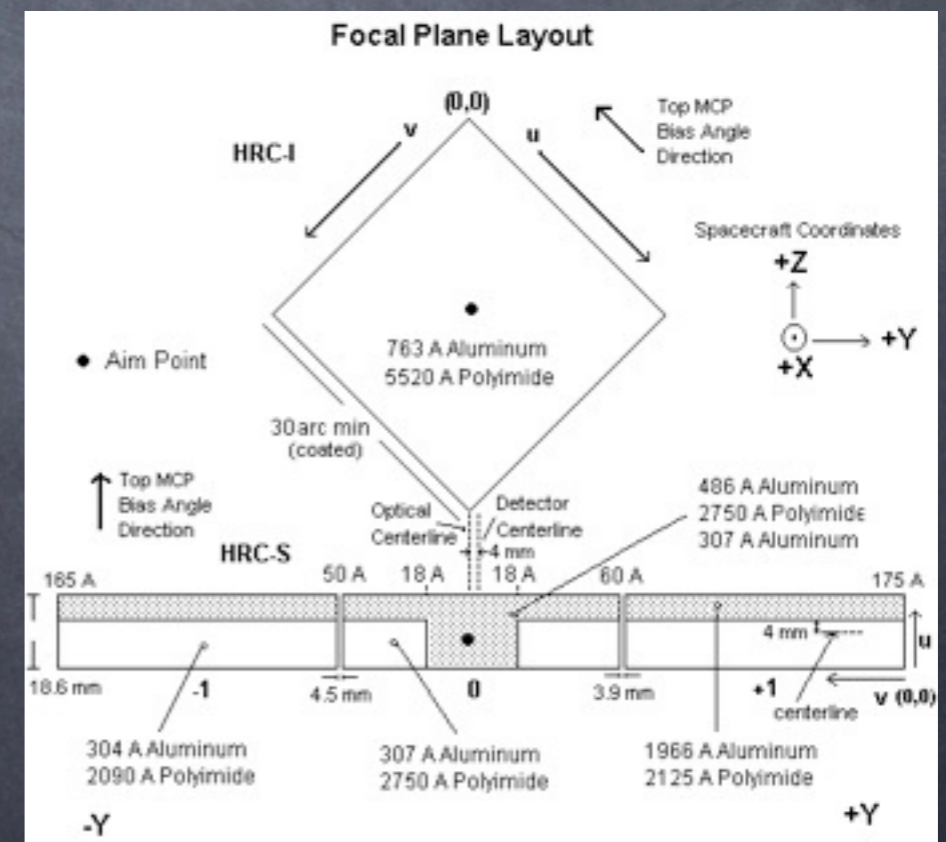 Focal Plane Layout
(0,0)
v
u
HRC-I
Top MCP
Bias Angle
Direction
Spacecraft Coordinates
+Z
+Y
+X
763 A Aluminum
5520 A Polyimide
Aim Point
30 arc min
(coated)
Top MCP
Bias Angle
Direction
Optical
Centerline
Detector
Centerline
4 mm
486 A Aluminum
2750 A Polyimide
307 A Aluminum
HRC-S
165 A
50 A
18 A
18 A
60 A
175 A
4 mm
u
18.6 mm
-1
4.5 mm
0
3.9 mm
+1
centerline
v (0,0)
304 A Aluminum
2090 A Polyimide
307 A Aluminum
2750 A Polyimide
1966 A Aluminum
2125 A Polyimide
-Y
+Y